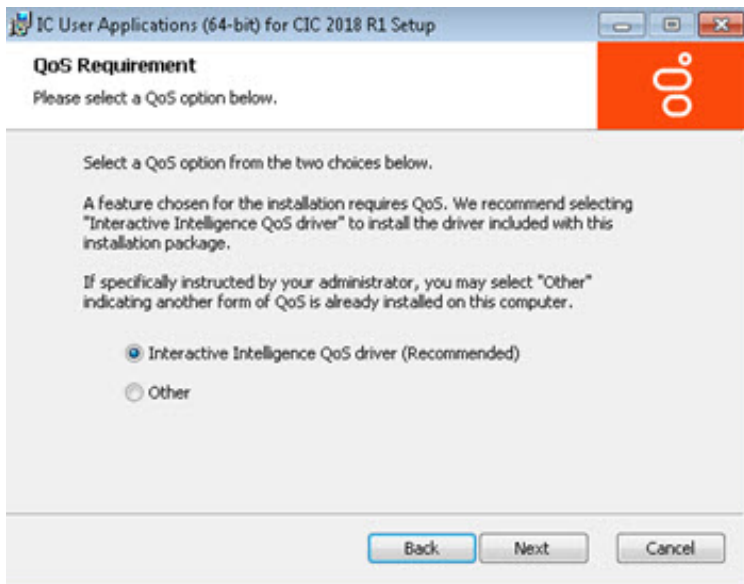 IC User Applications (64-bit) for CIC 2018 R1 Setup
QoS Requirement
Please select a QoS option below.
Select a QoS option from the two choices below.
A feature chosen for the installation requires QoS. We recommend selecting
"Interactive Intelligence QoS driver" to install the driver included with this
installation package.
If specifically instructed by your administrator, you may select "Other"
indicating another form of QoS is already installed on this computer.
Interactive Intelligence QoS driver (Recommended)
Other
Back Next Cancel